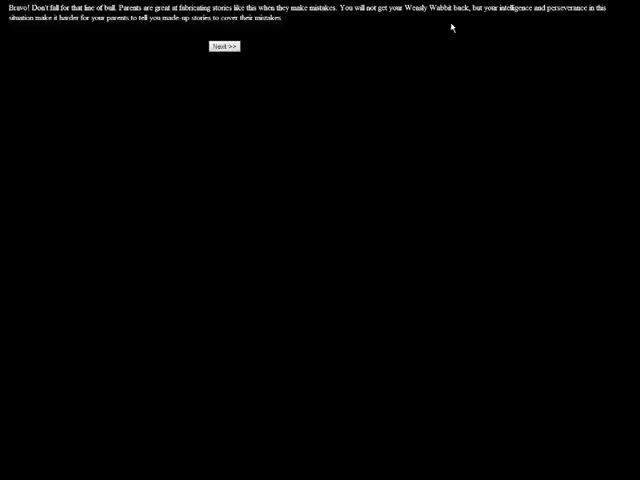 Bravo! Don't fall for that line of bull. Parents are great at fabricating stories like this when they make mistakes. You will not get your Weasly Wabbit back, but your intelligence and perseverance in this
situation make it harder for your parents to tell you made-up stories to cover their mistakes
Next >>